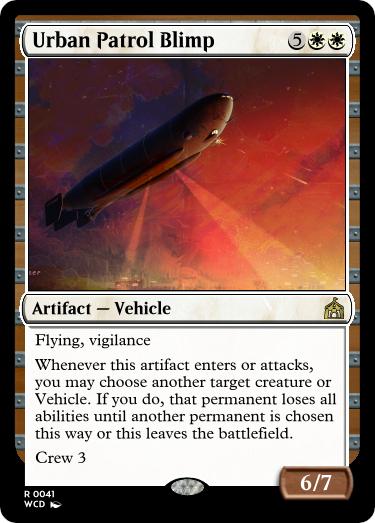 Urban Patrol Blimp 5
Artifact — Vehicle
Flying, vigilance
Whenever this artifact enters or attacks,
you may choose another target creature or
Vehicle. If you do, that permanent loses all
abilities until another permanent is chosen
this way or this leaves the battlefield.
Crew 3
6/7
R 0041
WCD